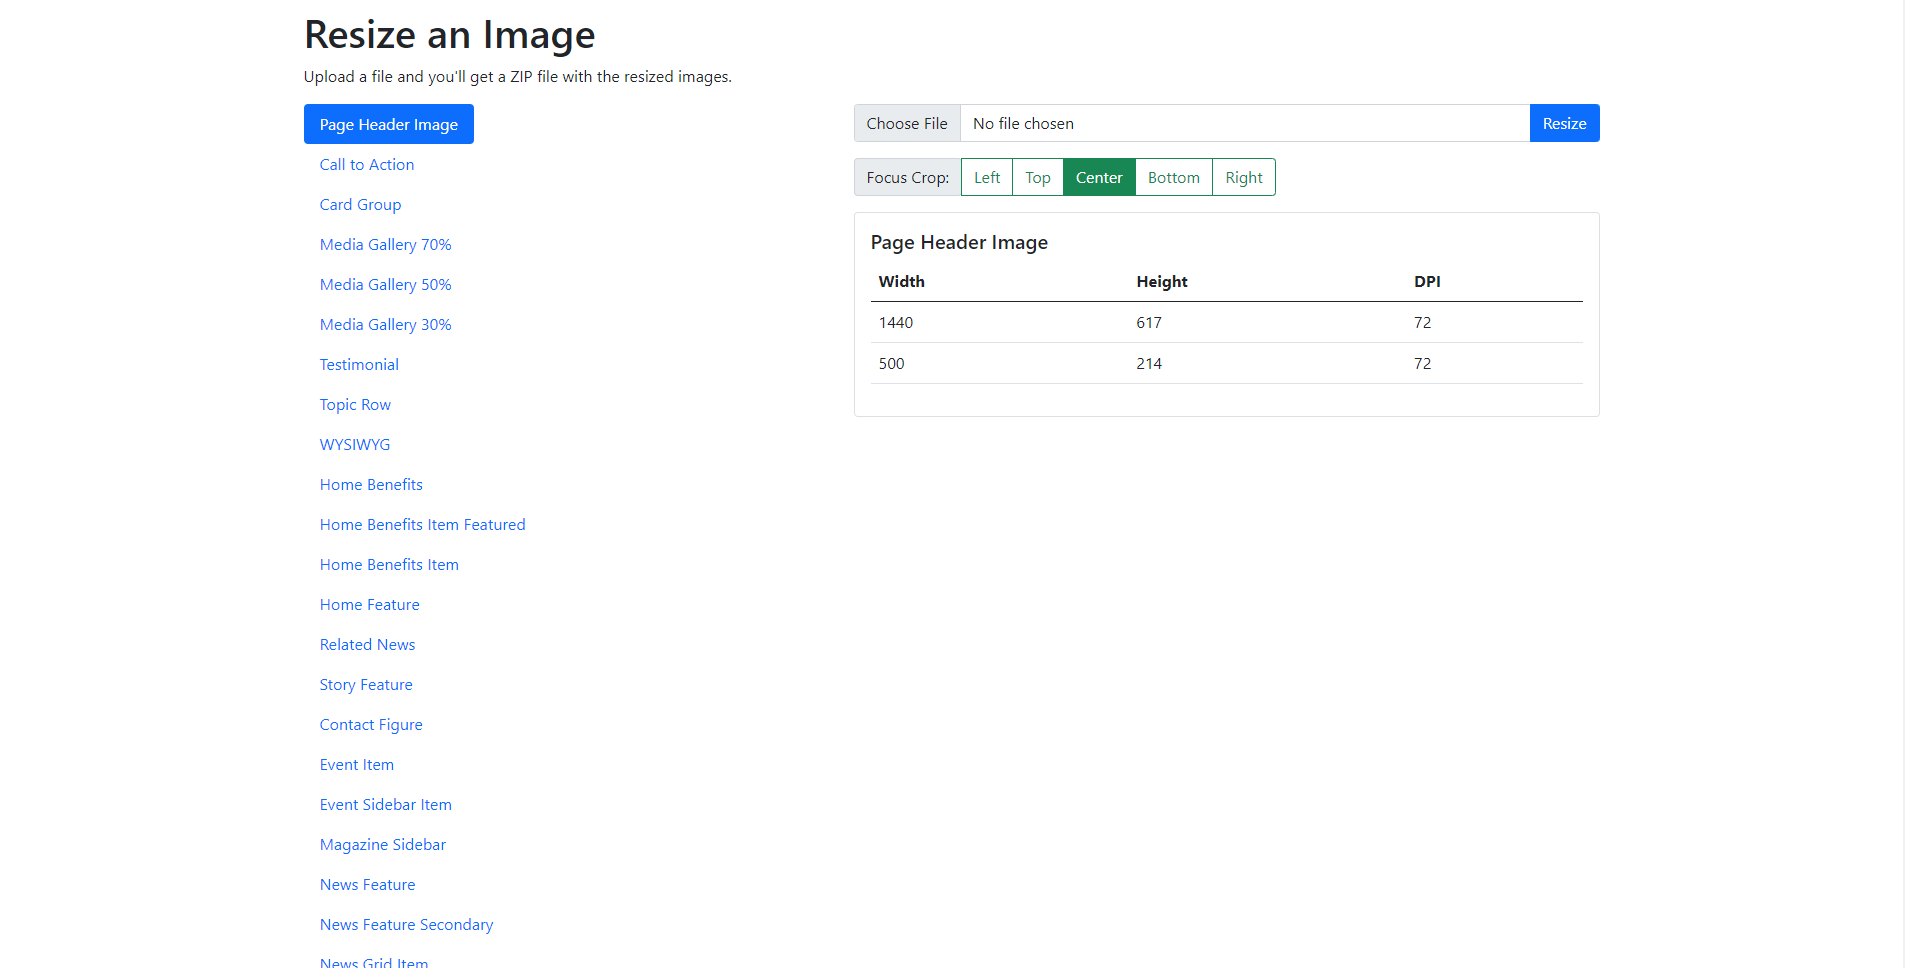 Resize an Image
Upload a file and you'll get a ZIP file with the resized images.
Page Header Image
Call to Action
Card Group
Media Gallery 70%
Media Gallery 50%
Media Gallery 30%
Testimonial
Topic Row
WYSIWYG
Home Benefits
Home Benefits Item Featured
Home Benefits Item
Home Feature
Related News
Story Feature
Contact Figure
Event Item
Event Sidebar Item
Magazine Sidebar
News Feature
News Feature Secondary
News Grid Item
Choose File No file chosen Resize
Focus Crop: Left Top Center Bottom Right
Page Header Image
Width Height DPI
1440 617 72
500 214 72